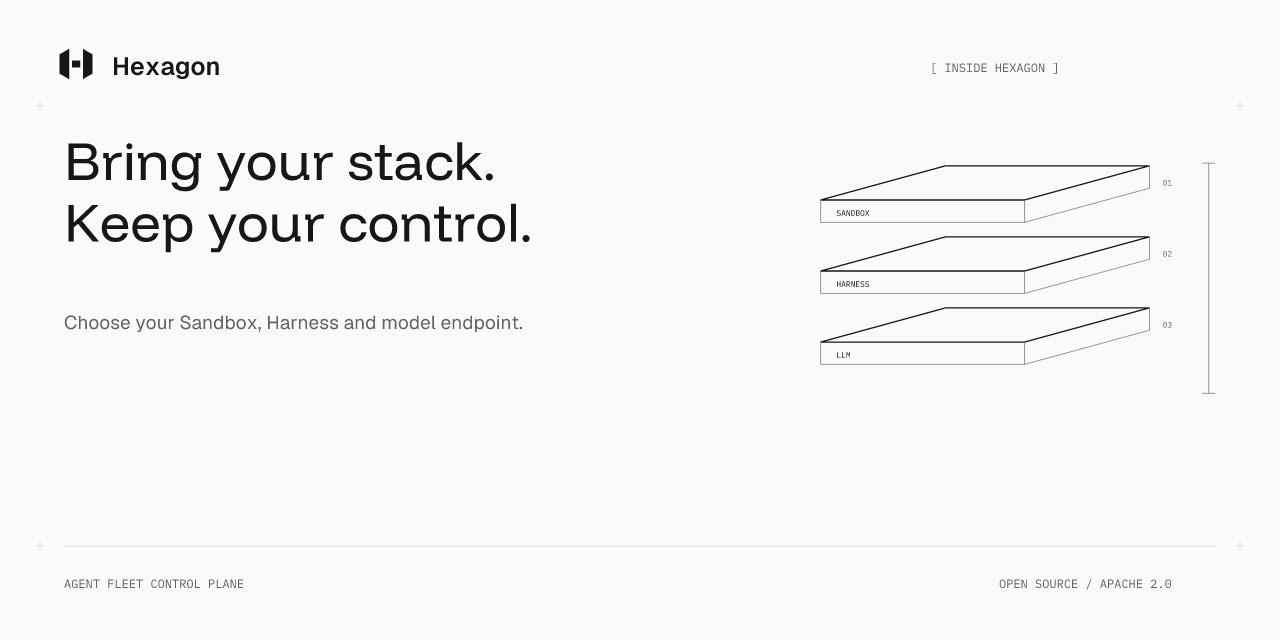 Hexagon
[ INSIDE HEXAGON ]
Bring your stack.
Keep your control.
Choose your Sandbox, Harness and model endpoint.
SANDBOX
01
HARNESS
02
LLM
03
AGENT FLEET CONTROL PLANE
OPEN SOURCE / APACHE 2.0